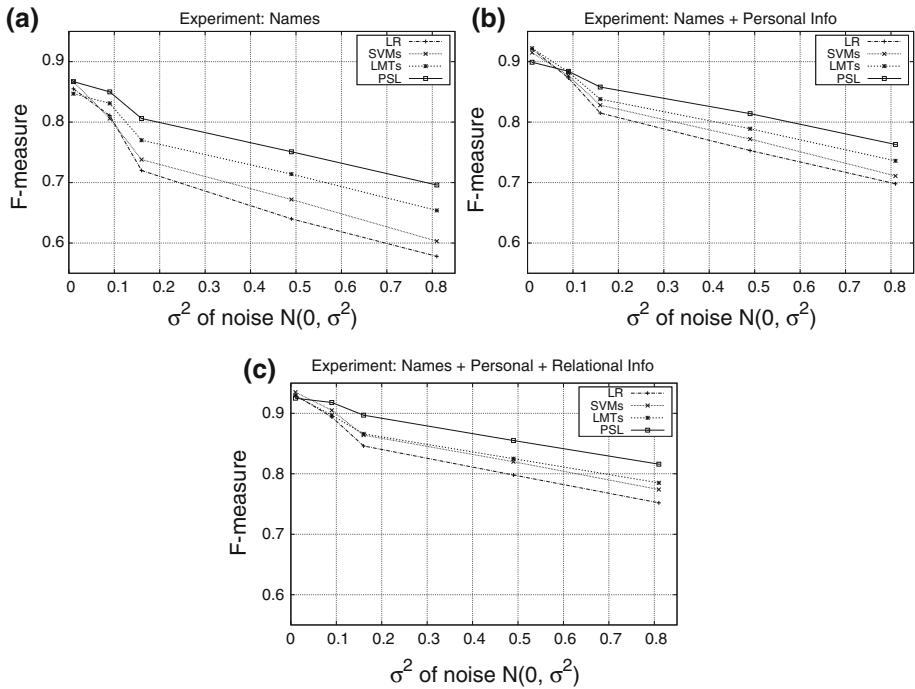 (a)
Experiment: Names
LR
SVMs
LMTs
PSL
0.9
0.8
0.7
0.6
F-measure
0 0.1 0.2 0.3 0.4 0.5 0.6 0.7 0.8
σ² of noise N(0, σ²)
(b)
Experiment: Names + Personal Info
LR
SVMs
LMTs
PSL
0.9
0.8
0.7
0.6
F-measure
0 0.1 0.2 0.3 0.4 0.5 0.6 0.7 0.8
σ² of noise N(0, σ²)
(c)
Experiment: Names + Personal + Relational Info
LR
SVMs
LMTs
PSL
0.9
0.8
0.7
0.6
F-measure
0 0.1 0.2 0.3 0.4 0.5 0.6 0.7 0.8
σ² of noise N(0, σ²)